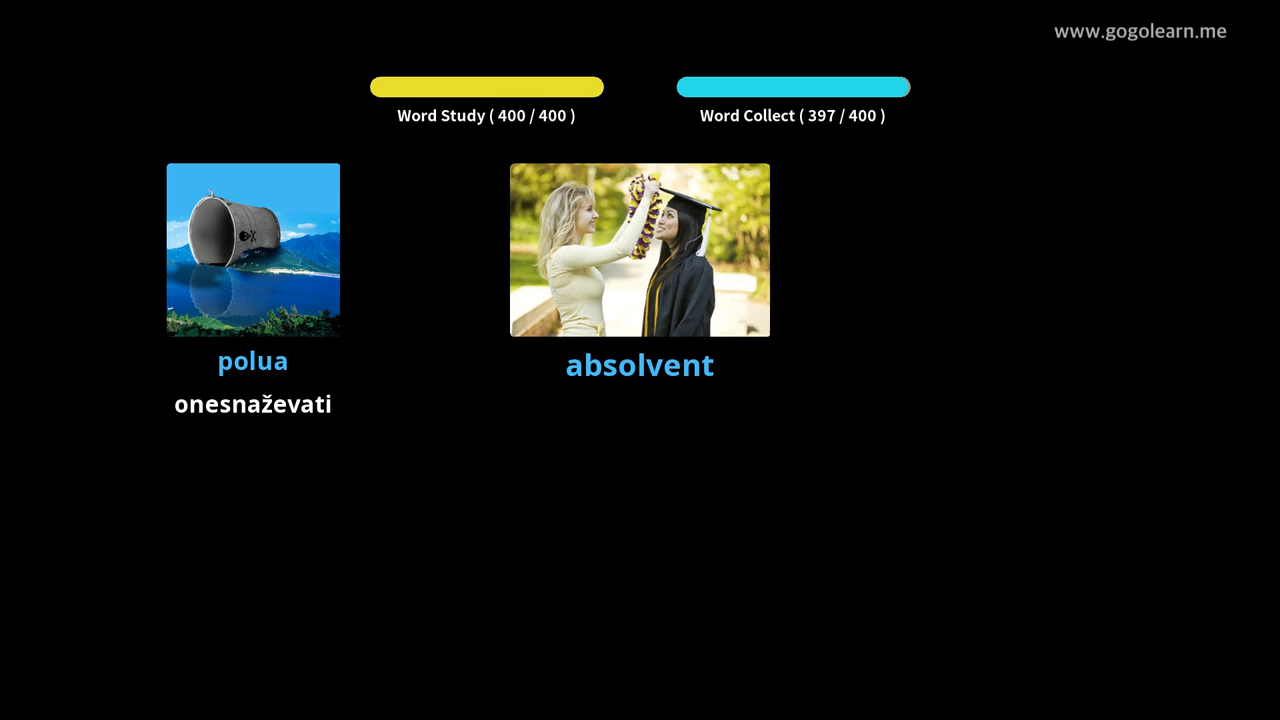 www.gogolearn.me
Word Study ( 400 / 400 )
Word Collect ( 397 / 400 )
polua
onesnaževati
absolvent